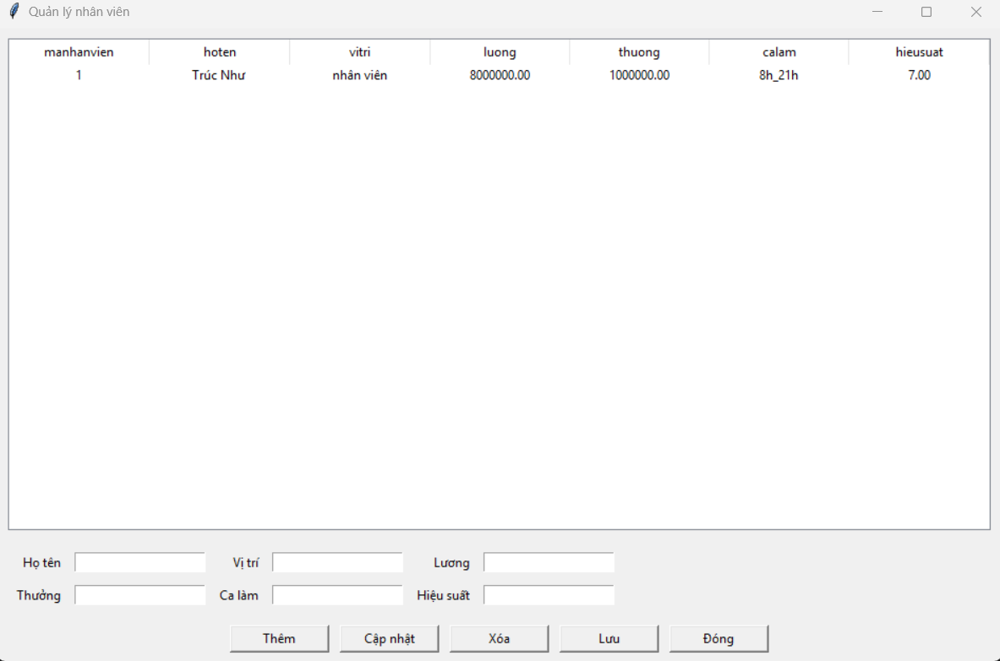 Quản lý nhân viên
manhanvien hoten vitri luong thuong calam hieusuat
1 Trúc Như nhân viên 8000000.00 1000000.00 8h_21h 7.00
Họ tên Vị trí Lương
Thưởng Ca làm Hiệu suất
Thêm Cập nhật Xóa Lưu Đóng